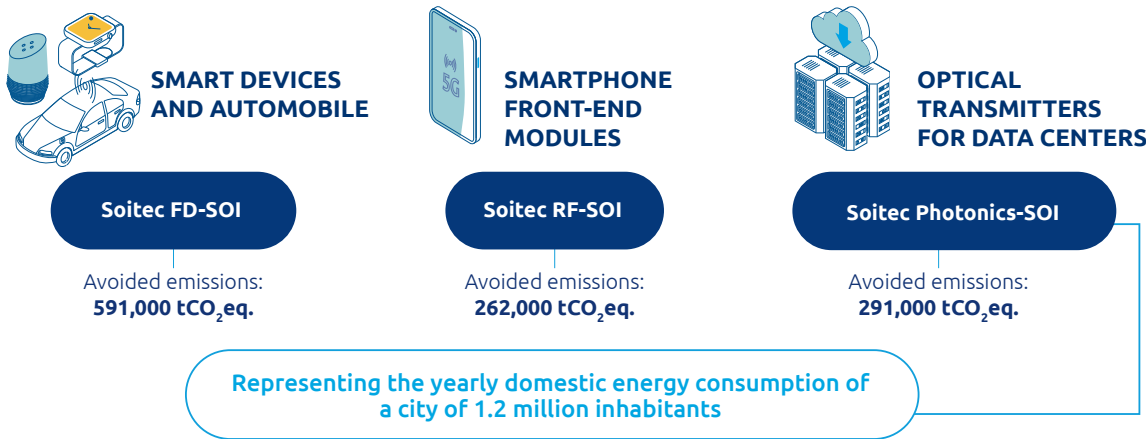 SMART DEVICES
AND AUTOMOBILE
Soitec FD-SOI
Avoided emissions:
591,000 tCO₂eq.
5G
SMARTPHONE
FRONT-END
MODULES
Soitec RF-SOI
Avoided emissions:
262,000 tCO₂eq.
OPTICAL
TRANSMITTERS
FOR DATA CENTERS
Soitec Photonics-SOI
Avoided emissions:
291,000 tCO₂eq.
Representing the yearly domestic energy consumption of
a city of 1.2 million inhabitants